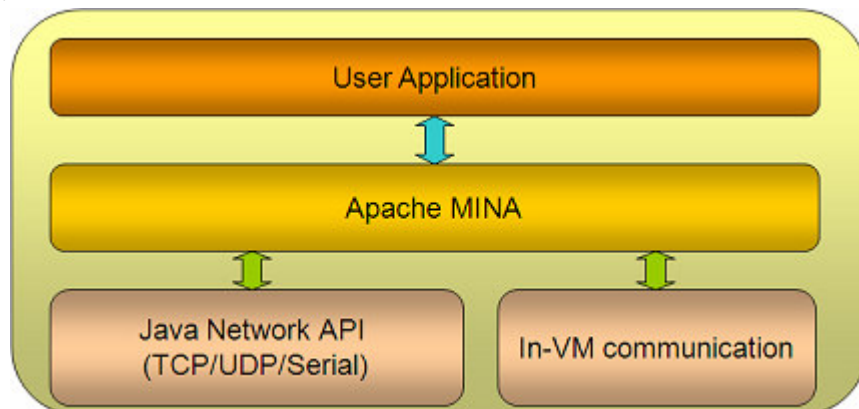 User Application
Apache MINA
Java Network API
(TCP/UDP/Serial)
In-VM communication